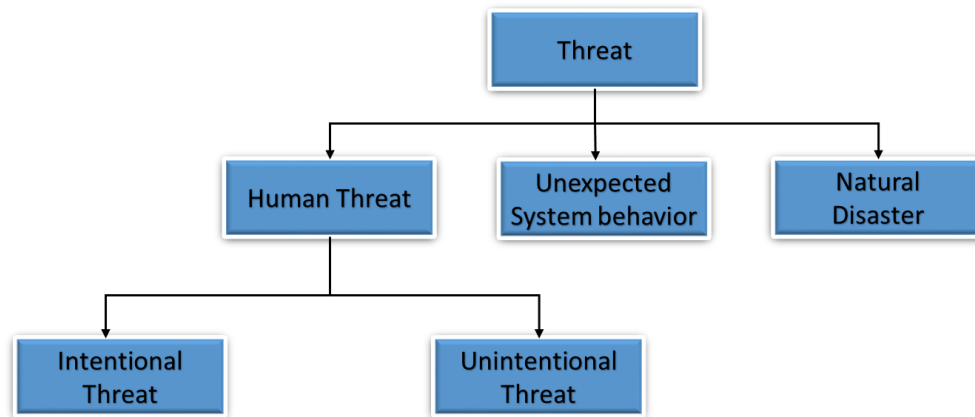 Threat
Human Threat
Unexpected
System behavior
Natural
Disaster
Intentional
Threat
Unintentional
Threat